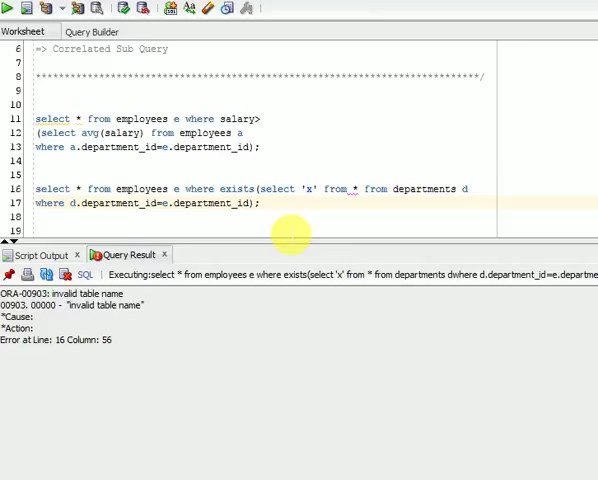 Worksheet Query Builder
6 => Correlated Sub Query
7
8 *****************************************************************************/
9
10
11 select * from employees e where salary>
12 (select avg(salary) from employees a
13 where a.department_id=e.department_id);
14
15
16 select * from employees e where exists(select 'x' from * from departments d
17 where d.department_id=e.department_id);
18
19
Script Output x Query Result x
SQL | Executing:select * from employees e where exists(select 'x' from * from departments dwhere d.department_id=e.departme
ORA-00903: invalid table name
00903. 00000 - "invalid table name"
*Cause:
*Action:
Error at Line: 16 Column: 56